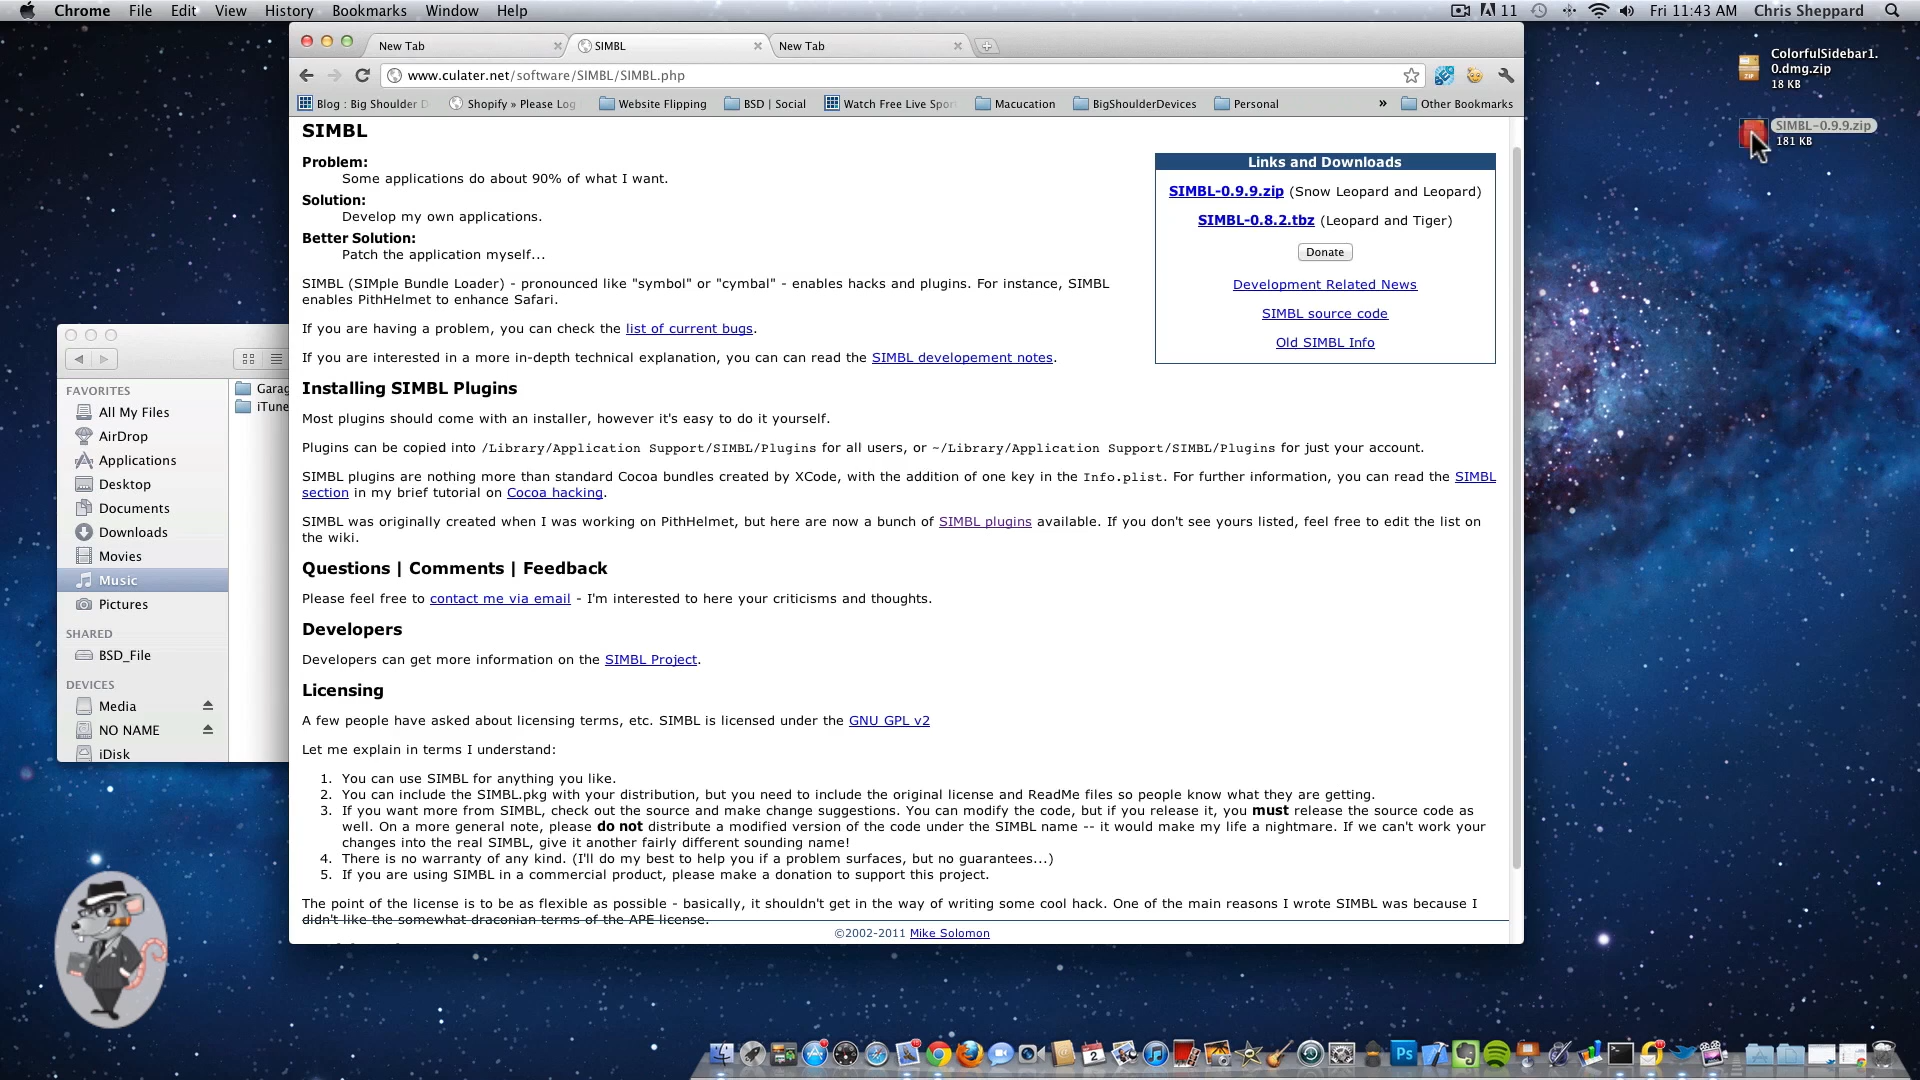 Chrome File Edit View History Bookmarks Window Help
11 Fri 11:43 AM Chris Sheppard
New Tab SIMBL New Tab
www.culater.net/software/SIMBL/SIMBL.php
Blog : Big Shoulder Shopify » Please Log Website Flipping BSD | Social Watch Free Live Spor Macucation BigShoulderDevices Personal » Other Bookmarks
SIMBL
Problem:
Some applications do about 90% of what I want.
Solution:
Develop my own applications.
Better Solution:
Patch the application myself...
SIMBL (SIMple Bundle Loader) - pronounced like "symbol" or "cymbal" - enables hacks and plugins. For instance, SIMBL
enables PithHelmet to enhance Safari.
If you are having a problem, you can check the list of current bugs.
If you are interested in a more in-depth technical explanation, you can can read the SIMBL developement notes.
Links and Downloads
SIMBL-0.9.9.zip (Snow Leopard and Leopard)
SIMBL-0.8.2.tbz (Leopard and Tiger)
Donate
Development Related News
SIMBL source code
Old SIMBL Info
Installing SIMBL Plugins
Most plugins should come with an installer, however it's easy to do it yourself.
Plugins can be copied into /Library/Application Support/SIMBL/Plugins for all users, or ~/Library/Application Support/SIMBL/Plugins for just your account.
SIMBL plugins are nothing more than standard Cocoa bundles created by XCode, with the addition of one key in the Info.plist. For further information, you can read the SIMBL
section in my brief tutorial on Cocoa hacking.
SIMBL was originally created when I was working on PithHelmet, but here are now a bunch of SIMBL plugins available. If you don't see yours listed, feel free to edit the list on
the wiki.
Questions | Comments | Feedback
Please feel free to contact me via email - I'm interested to here your criticisms and thoughts.
Developers
Developers can get more information on the SIMBL Project.
Licensing
A few people have asked about licensing terms, etc. SIMBL is licensed under the GNU GPL v2
Let me explain in terms I understand:
1. You can use SIMBL for anything you like.
2. You can include the SIMBL.pkg with your distribution, but you need to include the original license and ReadMe files so people know what they are getting.
3. If you want more from SIMBL, check out the source and make change suggestions. You can modify the code, but if you release it, you must release the source code as
well. On a more general note, please do not distribute a modified version of the code under the SIMBL name -- it would make my life a nightmare. If we can't work your
changes into the real SIMBL, give it another fairly different sounding name!
4. There is no warranty of any kind. (I'll do my best to help you if a problem surfaces, but no guarantees...)
5. If you are using SIMBL in a commercial product, please make a donation to support this project.
The point of the license is to be as flexible as possible - basically, it shouldn't get in the way of writing some cool hack. One of the main reasons I wrote SIMBL was because I
didn't like the somewhat draconian terms of the APE license.
©2002-2011 Mike Solomon
FAVORITES
All My Files
AirDrop
Applications
Desktop
Documents
Downloads
Movies
Music
Pictures
SHARED
BSD_File
DEVICES
Media
NO NAME
iDisk
Garag
iTune
ColorfulSidebar1.
0.dmg.zip
18 KB
ZIP
SIMBL-0.9.9.zip
181 KB
2
Ps